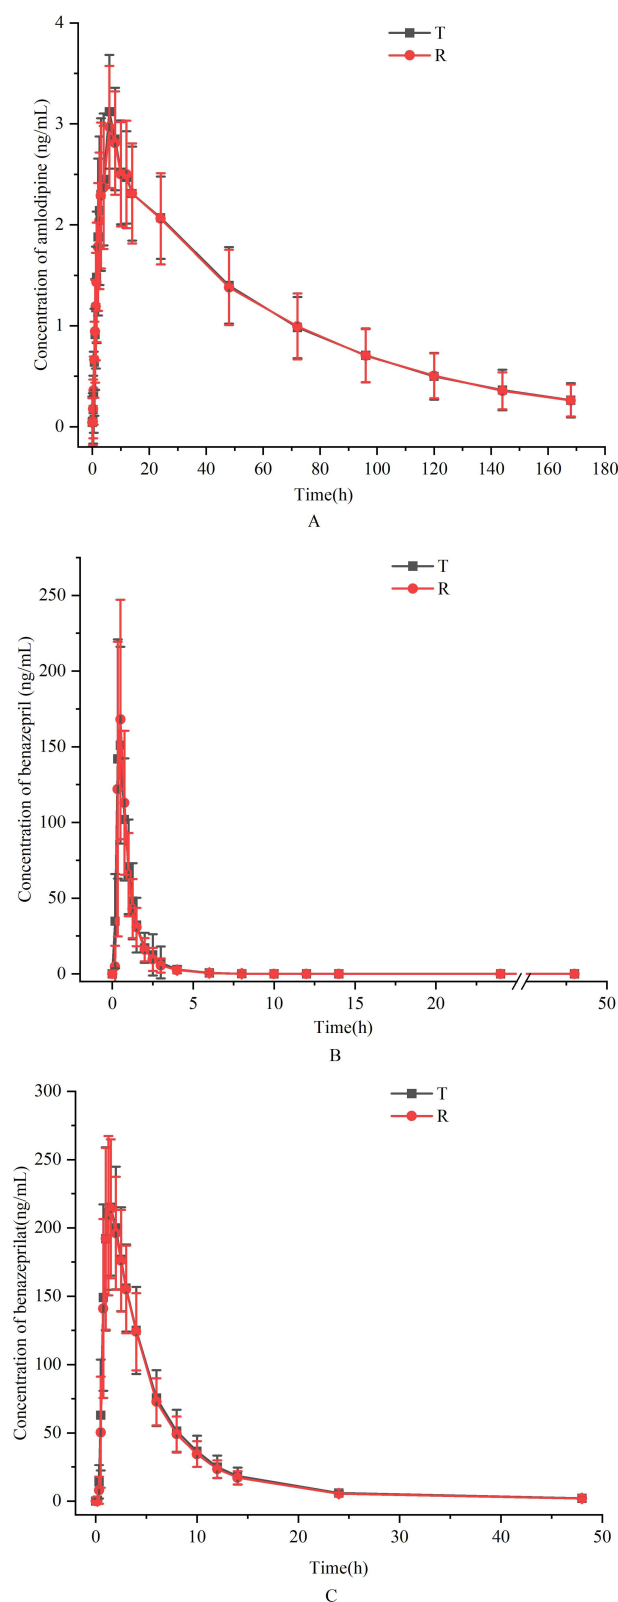 T
R
4
3
2
1
0
Concentration of amlodipine (ng/mL)
0 20 40 60 80 100 120 140 160 180
Time(h)
A
T
R
250
200
150
100
50
0
Concentration of benazepril (ng/mL)
0 5 10 15 20 50
Time(h)
B
T
R
300
250
200
150
100
50
0
Concentration of benazeprilat(ng/mL)
0 10 20 30 40 50
Time(h)
C